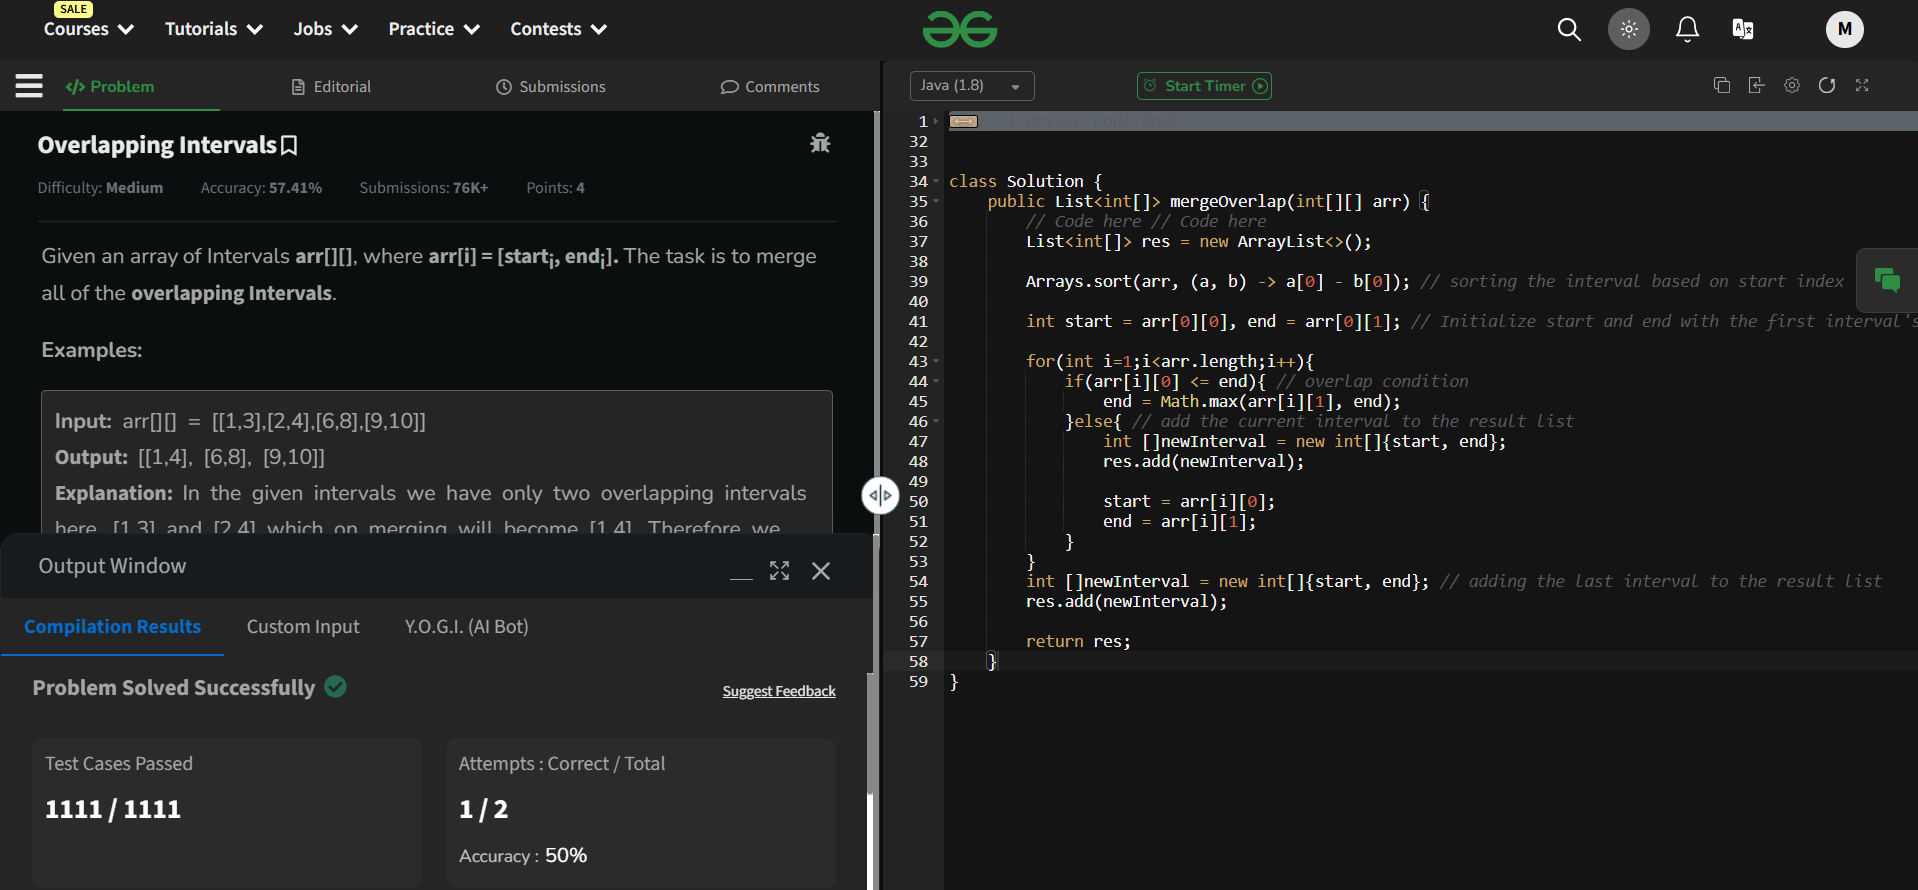 SALE
Courses Tutorials Jobs Practice Contests
M
Problem Editorial Submissions Comments
Overlapping Intervals
Difficulty: Medium Accuracy: 57.41% Submissions: 76K+ Points: 4
Given an array of Intervals arr[][], where arr[i] = [starti, endi]. The task is to merge
all of the overlapping Intervals.
Examples:
Input: arr[][] = [[1,3],[2,4],[6,8],[9,10]]
Output: [[1,4], [6,8], [9,10]]
Explanation: In the given intervals we have only two overlapping intervals
here, [1,3] and [2,4] which on merging will become [1,4]. Therefore we
Output Window
Compilation Results Custom Input Y.O.G.I. (AI Bot)
Problem Solved Successfully
Suggest Feedback
Test Cases Passed
1111 / 1111
Attempts : Correct / Total
1 / 2
Accuracy : 50%
Java (1.8) Start Timer
1 // } Driver Code Ends
32
33
34 class Solution {
35 public List<int[]> mergeOverlap(int[][] arr) {
36 // Code here // Code here
37 List<int[]> res = new ArrayList<>();
38
39 Arrays.sort(arr, (a, b) -> a[0] - b[0]); // sorting the interval based on start index
40
41 int start = arr[0][0], end = arr[0][1]; // Initialize start and end with the first interval's
42
43 for(int i=1;i<arr.length;i++){
44 if(arr[i][0] <= end){ // overlap condition
45 end = Math.max(arr[i][1], end);
46 }else{ // add the current interval to the result list
47 int []newInterval = new int[]{start, end};
48 res.add(newInterval);
49
50 start = arr[i][0];
51 end = arr[i][1];
52 }
53 }
54 int []newInterval = new int[]{start, end}; // adding the last interval to the result list
55 res.add(newInterval);
56
57 return res;
58 }
59 }